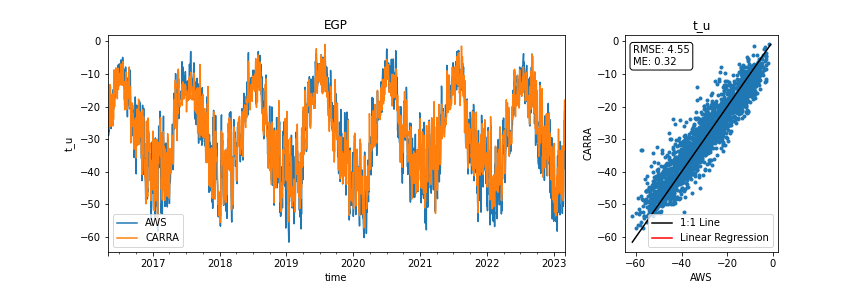 EGP
t_u
0
−10
−20
−30
−40
−50
−60
AWS
CARRA
2017
2018
2019
2020
2021
2022
2023
time
t_u
CARRA
0
−10
−20
−30
−40
−50
−60
RMSE: 4.55
ME: 0.32
1:1 Line
Linear Regression
−60
−40
−20
0
AWS